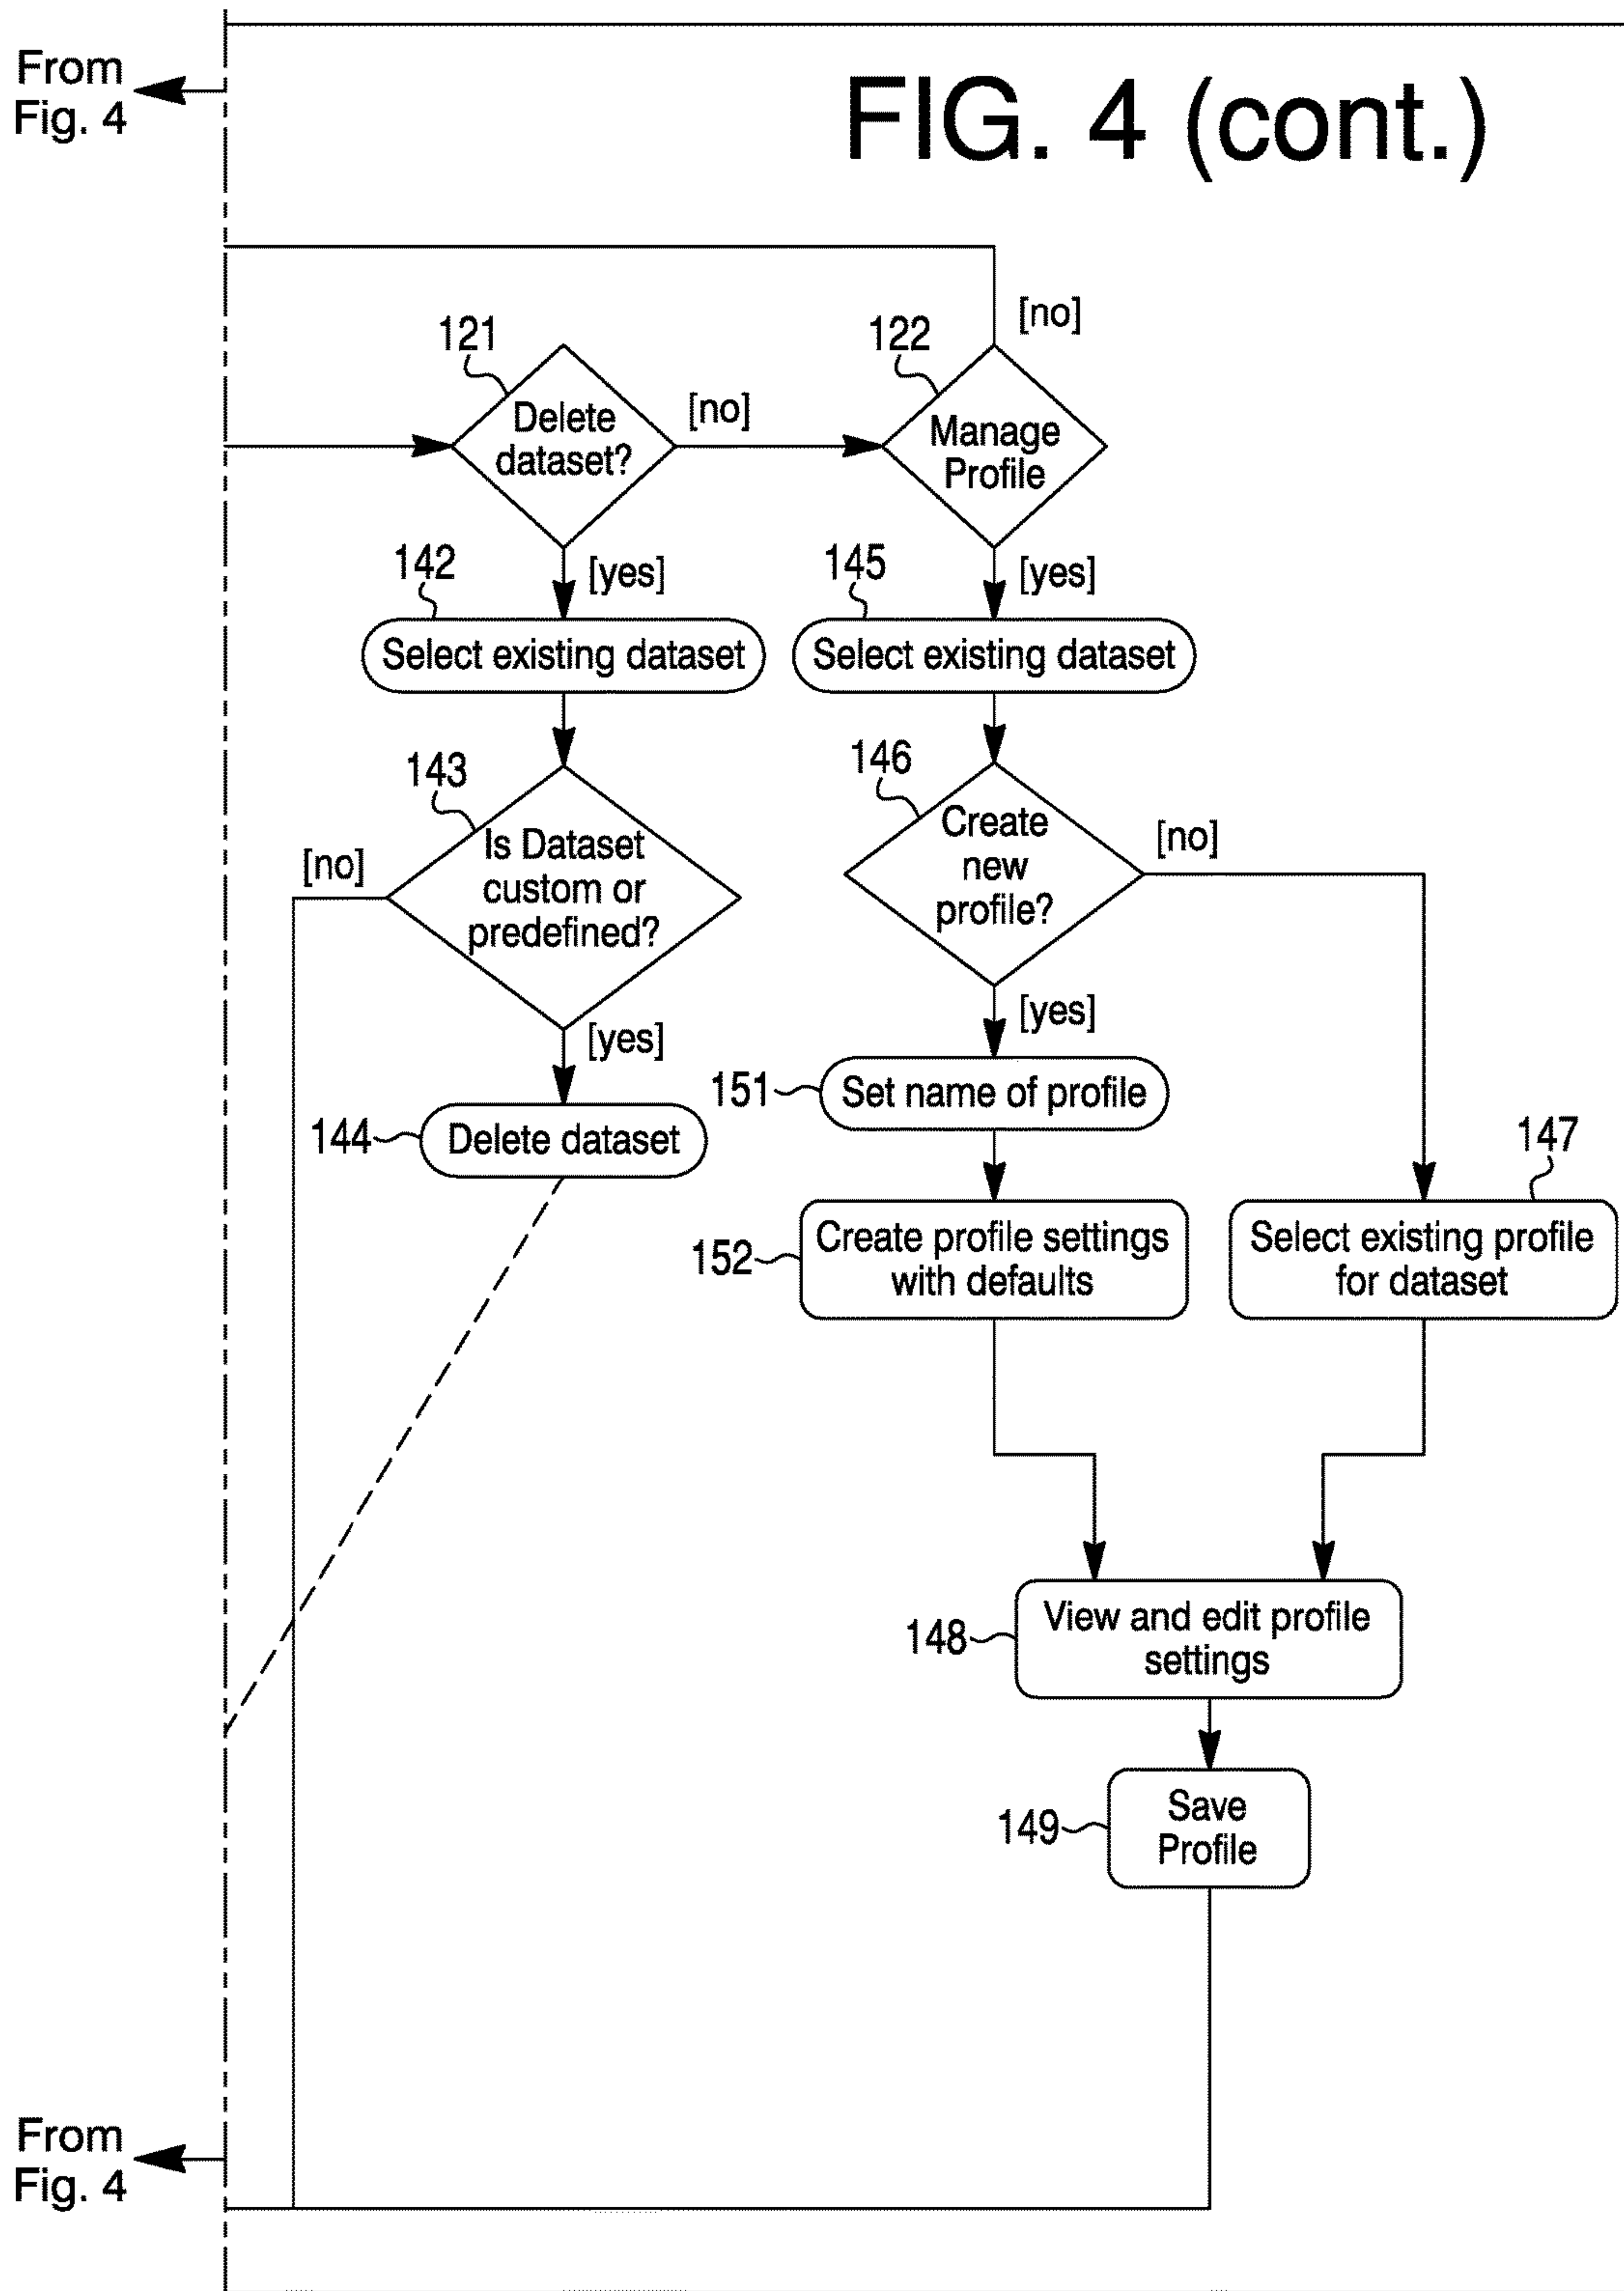 From
Fig. 4
FIG. 4 (cont.)
[no]
121
122
Delete
dataset?
[no]
Manage
Profile
142
[yes]
145
[yes]
Select existing dataset
Select existing dataset
143
146
Is Dataset
custom or
predefined?
[no]
Create
new
profile?
[no]
[yes]
[yes]
151
Set name of profile
144
Delete dataset
147
152
Create profile settings
with defaults
Select existing profile
for dataset
148
View and edit profile
settings
149
Save
Profile
From
Fig. 4